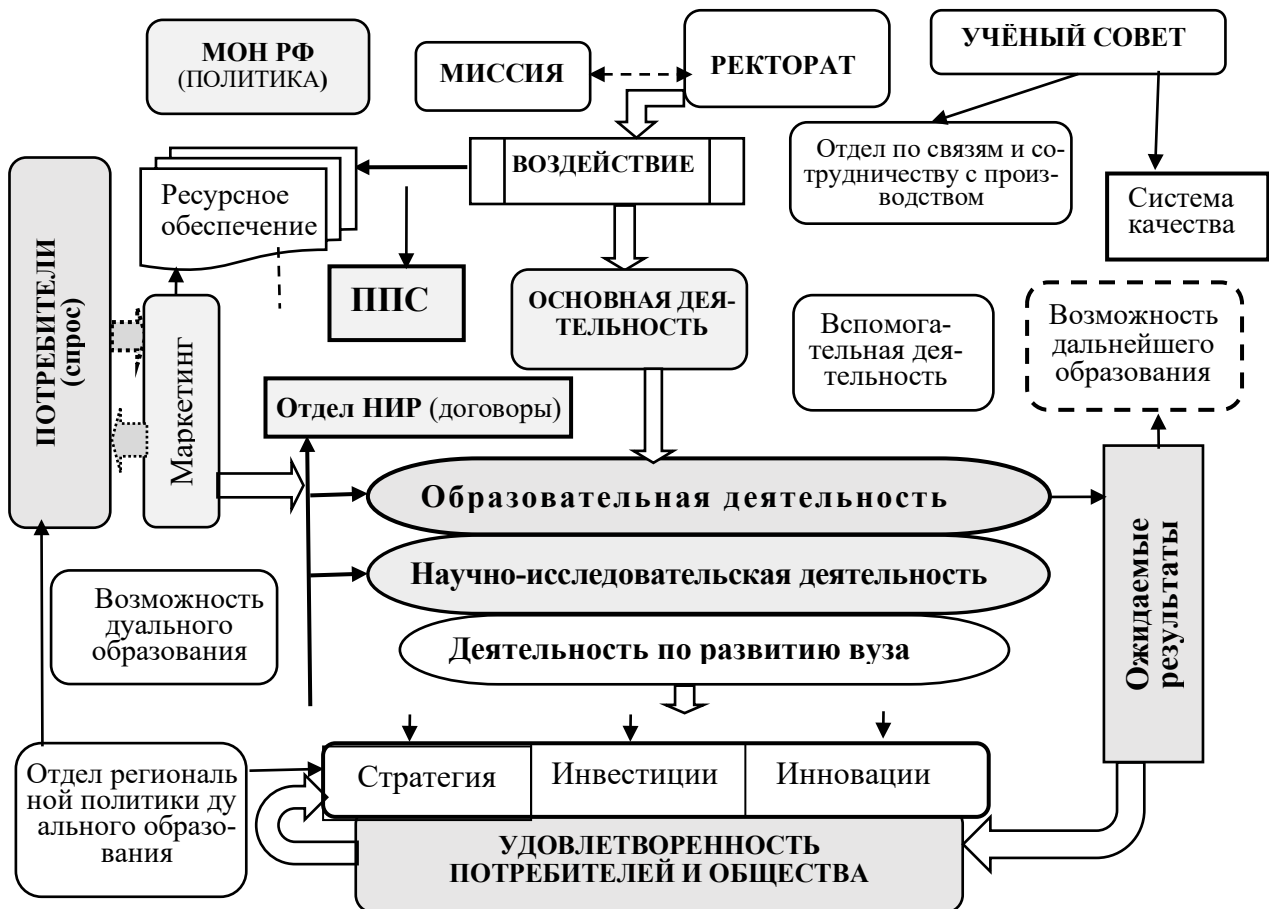 МОН РФ
(ПОЛИТИКА)
МИССИЯ
РЕКТОРАТ
УЧЁНЫЙ СОВЕТ
ВОЗДЕЙСТВИЕ
Отдел по связям и со-
трудничеству с произ-
водством
Система
качества
Ресурсное
обеспечение
ППС
ПОТРЕБИТЕЛИ
(спрос)
Маркетинг
ОСНОВНАЯ ДЕЯ-
ТЕЛЬНОСТЬ
Вспомога-
тельная дея-
тельность
Возможность
дальнейшего
образования
Отдел НИР (договоры)
Образовательная деятельность
Научно-исследовательская деятельность
Деятельность по развитию вуза
Ожидаемые
результаты
Возможность
дуального
образования
Отдел региональ
ной политики ду
ального образо-
вания
Стратегия
Инвестиции
Инновации
УДОВЛЕТВОРЕННОСТЬ
ПОТРЕБИТЕЛЕЙ И ОБЩЕСТВА